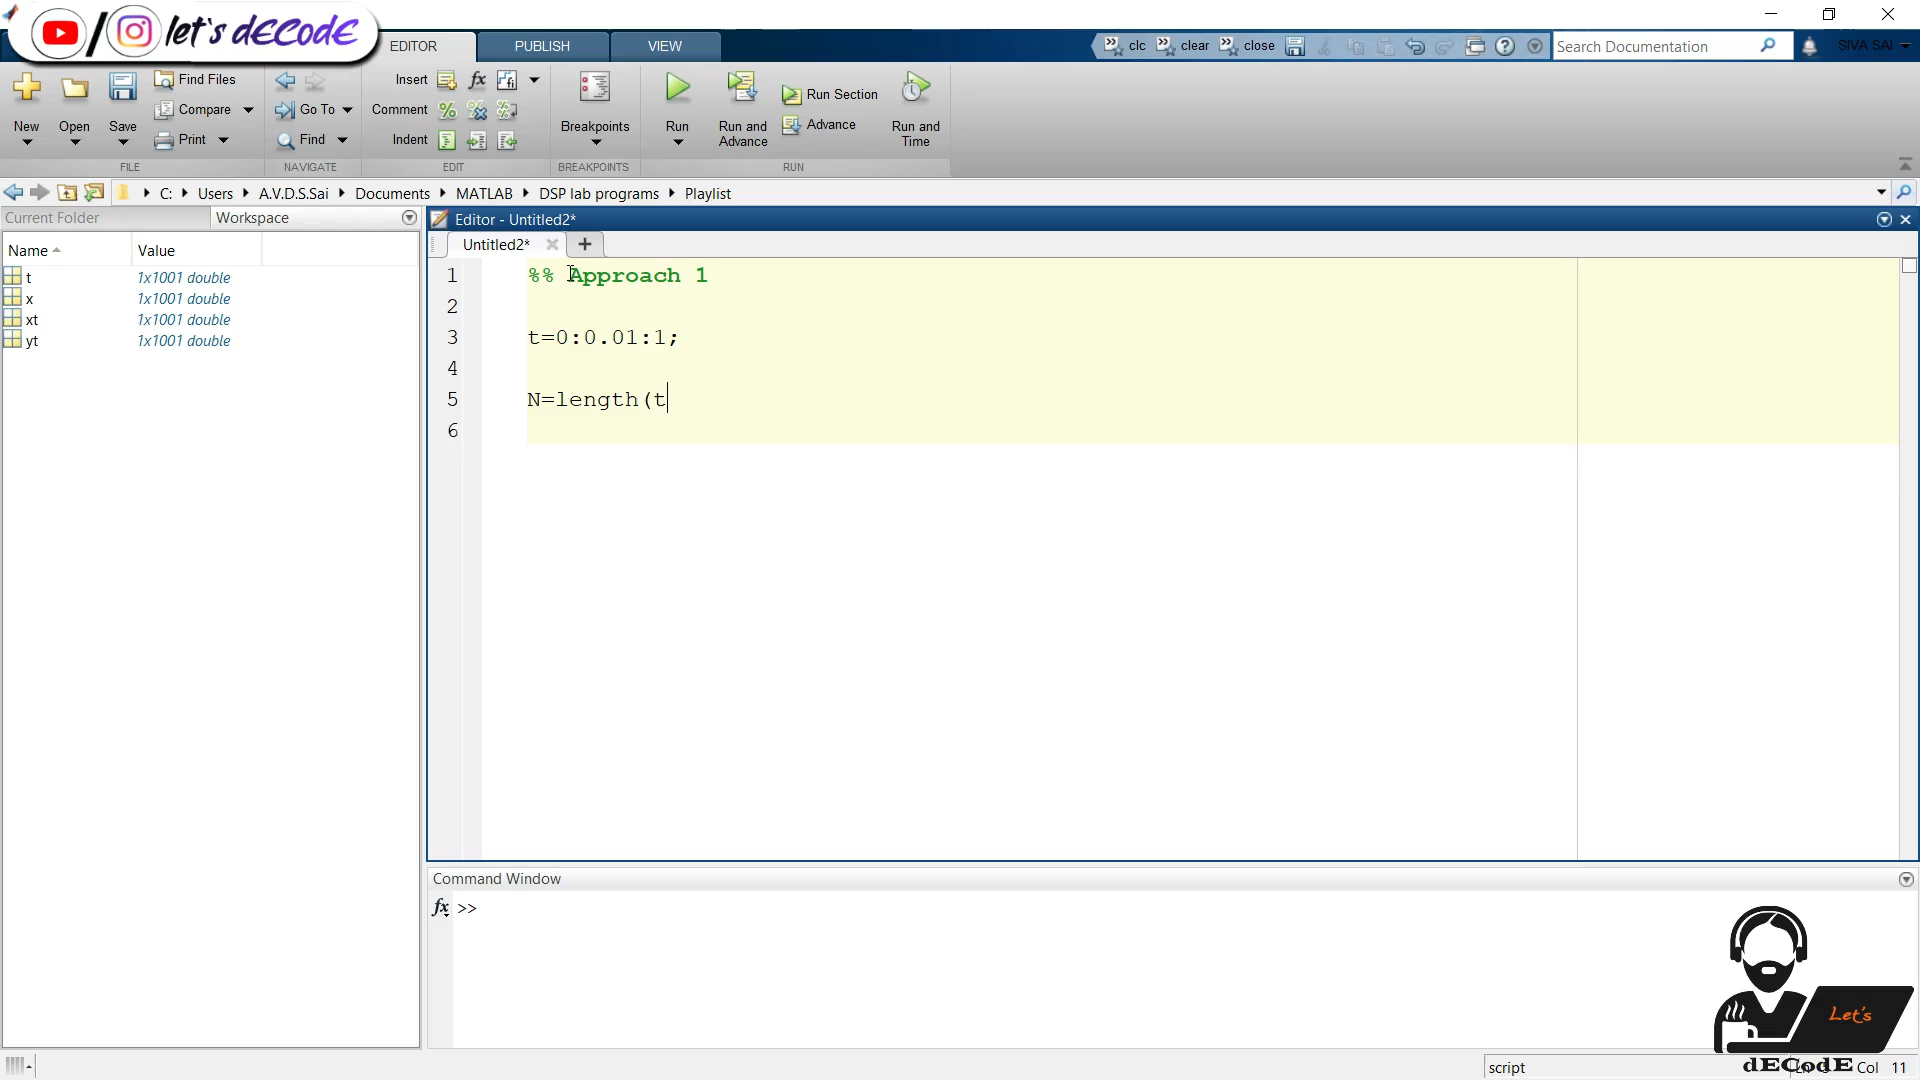 let's dECodE
EDITOR
PUBLISH
VIEW
clc
clear
close
Search Documentation
SIVA SAI
New
Open
Save
Find Files
Compare
Print
Go To
Find
Insert
Comment
Indent
fx
Breakpoints
Run
Run and Advance
Run Section
Advance
Run and Time
FILE
NAVIGATE
EDIT
BREAKPOINTS
RUN
C: Users A.V.D.S.Sai Documents MATLAB DSP lab programs Playlist
Current Folder
Workspace
Name Value
t 1x1001 double
x 1x1001 double
xt 1x1001 double
yt 1x1001 double
Editor - Untitled2*
Untitled2*
1 %% Approach 1
2
3 t=0:0.01:1;
4
5 N=length(t
6
Command Window
fx >>
Let's
dECodE
script
Col 11